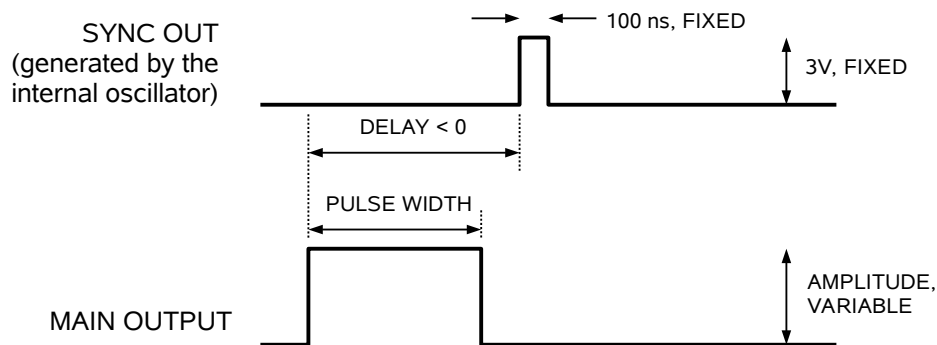 SYNC OUT
(generated by the
internal oscillator)
100 ns, FIXED
3V, FIXED
DELAY < 0
PULSE WIDTH
MAIN OUTPUT
AMPLITUDE,
VARIABLE